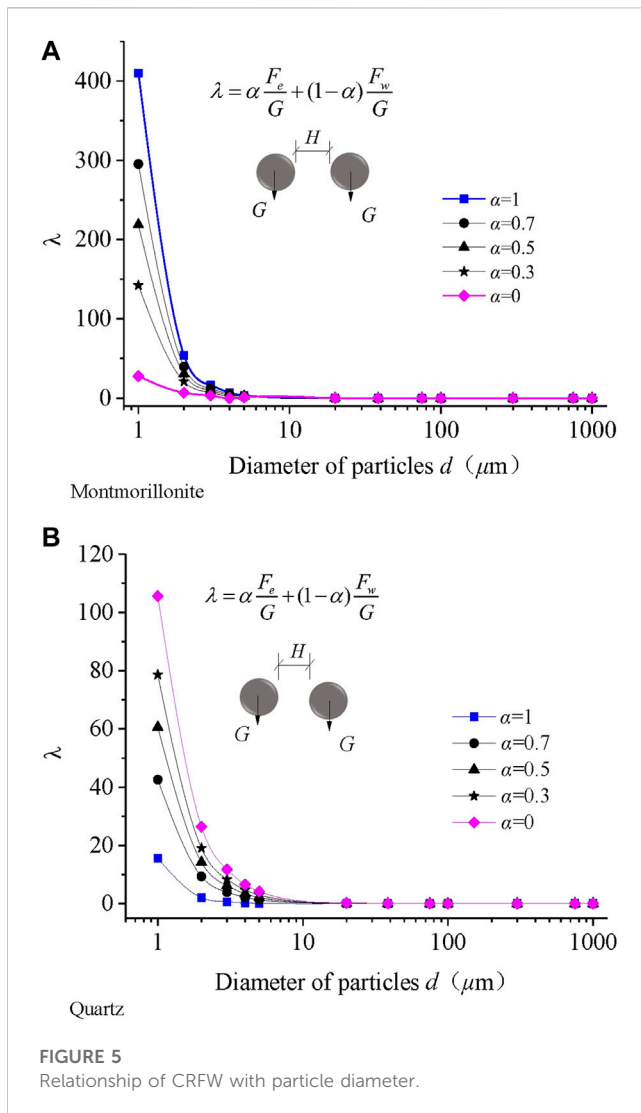 A
400
300
200
100
0
λ
λ = α F_e/G + (1−α) F_w/G
H
G
G
α=1
α=0.7
α=0.5
α=0.3
α=0
1
10
100
1000
Diameter of particles d（μm）
Montmorillonite
B
120
100
80
60
40
20
0
λ
λ = α F_e/G + (1−α) F_w/G
H
G
G
α=1
α=0.7
α=0.5
α=0.3
α=0
1
10
100
1000
Diameter of particles d（μm）
Quartz
FIGURE 5
Relationship of CRFW with particle diameter.